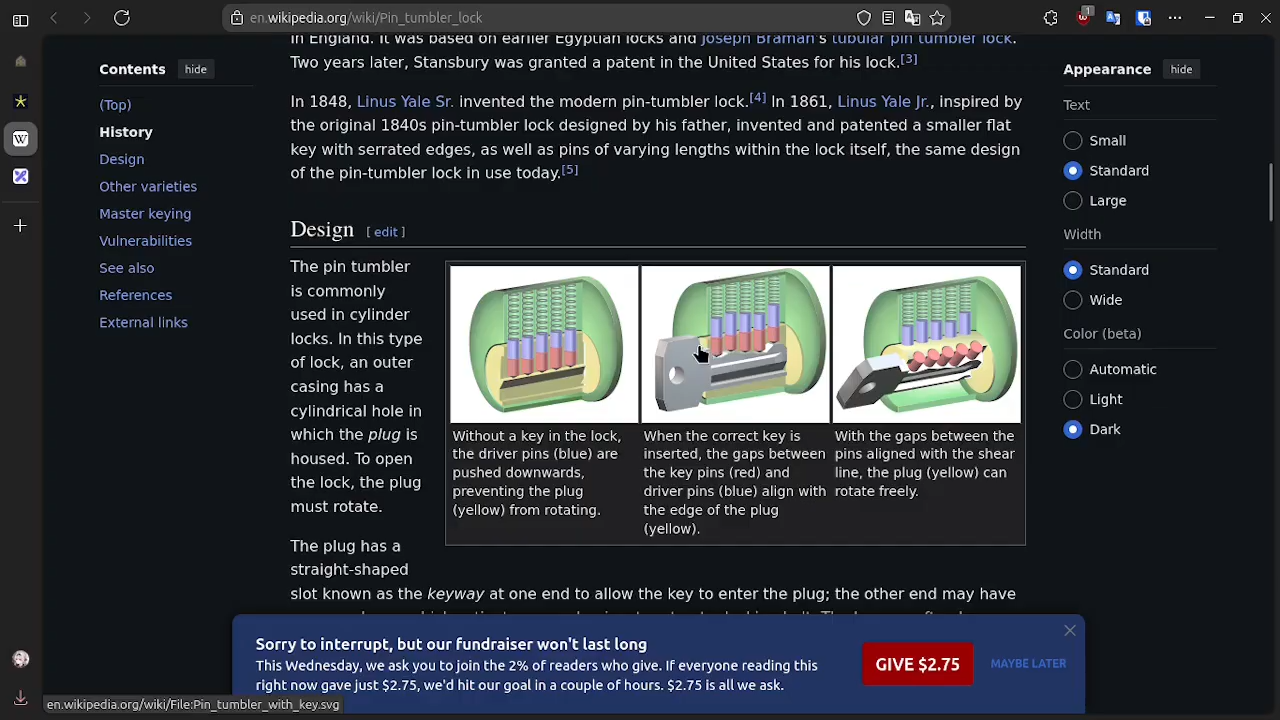 en.wikipedia.org/wiki/Pin_tumbler_lock
1
Contents
hide
(Top)
History
Design
Other varieties
Master keying
Vulnerabilities
See also
References
External links
in England. It was based on earlier Egyptian locks and Joseph Bramah's tubular pin tumbler lock.
Two years later, Stansbury was granted a patent in the United States for his lock.[3]
In 1848, Linus Yale Sr. invented the modern pin-tumbler lock.[4] In 1861, Linus Yale Jr., inspired by
the original 1840s pin-tumbler lock designed by his father, invented and patented a smaller flat
key with serrated edges, as well as pins of varying lengths within the lock itself, the same design
of the pin-tumbler lock in use today.[5]
Design [ edit ]
The pin tumbler
is commonly
used in cylinder
locks. In this type
of lock, an outer
casing has a
cylindrical hole in
which the plug is
housed. To open
the lock, the plug
must rotate.
Without a key in the lock,
the driver pins (blue) are
pushed downwards,
preventing the plug
(yellow) from rotating.
When the correct key is
inserted, the gaps between
the key pins (red) and
driver pins (blue) align with
the edge of the plug
(yellow).
With the gaps between the
pins aligned with the shear
line, the plug (yellow) can
rotate freely.
The plug has a
straight-shaped
slot known as the keyway at one end to allow the key to enter the plug; the other end may have
Appearance
hide
Text
Small
Standard
Large
Width
Standard
Wide
Color (beta)
Automatic
Light
Dark
Sorry to interrupt, but our fundraiser won't last long
This Wednesday, we ask you to join the 2% of readers who give. If everyone reading this
right now gave just $2.75, we'd hit our goal in a couple of hours. $2.75 is all we ask.
GIVE $2.75
MAYBE LATER
en.wikipedia.org/wiki/File:Pin_tumbler_with_key.svg